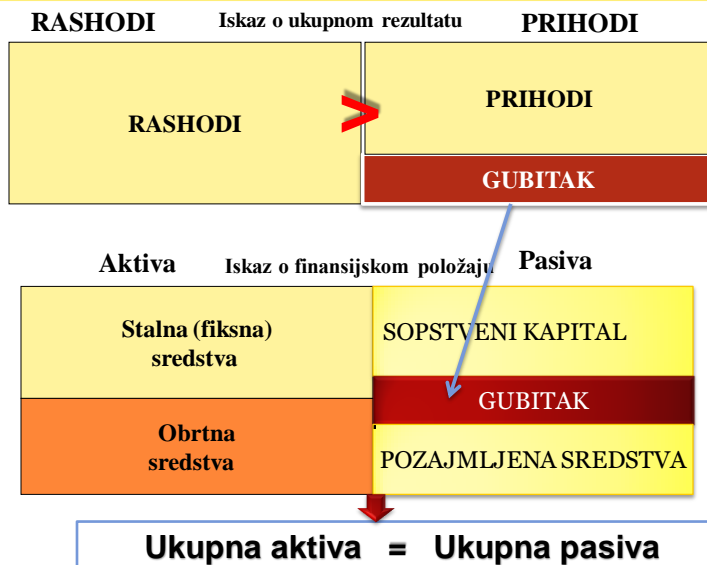 RASHODI Iskaz o ukupnom rezultatu PRIHODI
RASHODI > PRIHODI
GUBITAK
Aktiva Iskaz o finansijskom položaju Pasiva
Stalna (fiksna)
sredstva
SOPSTVENI KAPITAL
GUBITAK
Obrtna
sredstva
POZAJMLJENA SREDSTVA
Ukupna aktiva = Ukupna pasiva